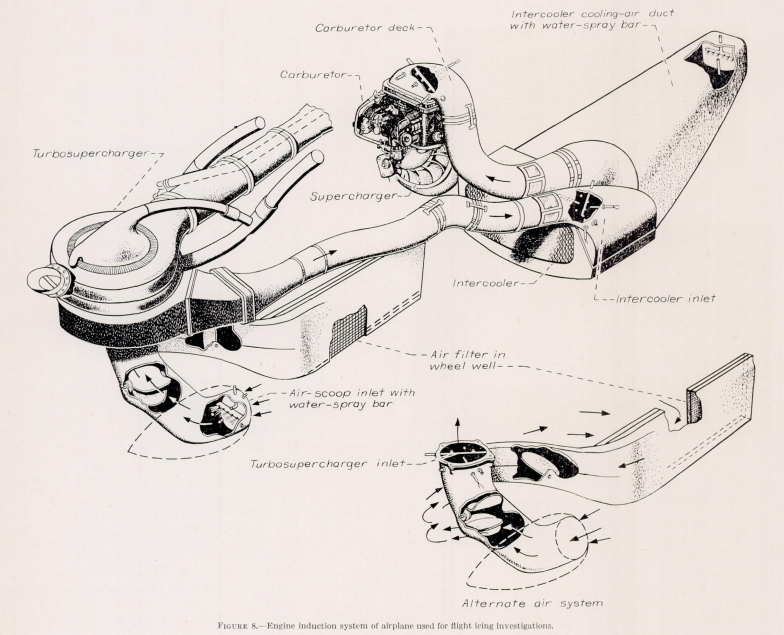 Intercooler cooling-air duct
with water-spray bar
Carburetor deck
Carburetor
Turbosupercharger
Supercharger
Intercooler
Intercooler inlet
Air filter in
wheel well
Air-scoop inlet with
water-spray bar
Turbosupercharger inlet
Alternate air system
FIGURE 8.—Engine induction system of airplane used for flight icing investigations.